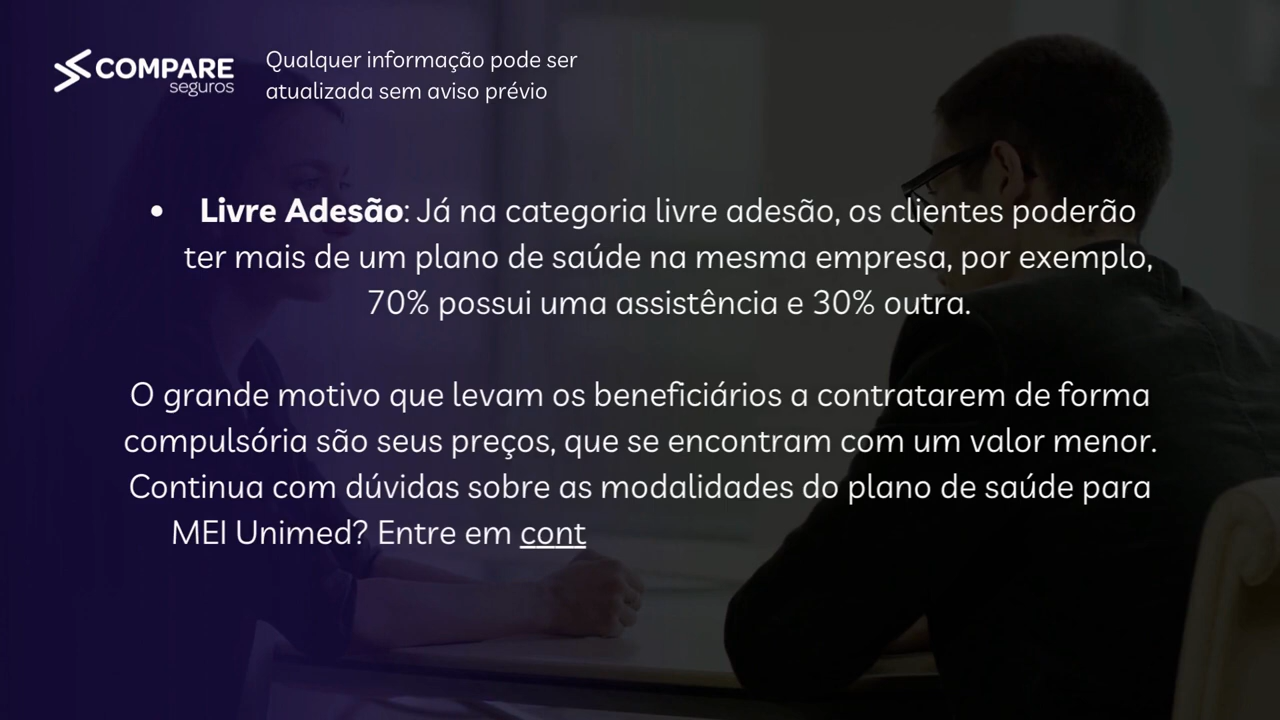 COMPARE
seguros
Qualquer informação pode ser
atualizada sem aviso prévio
• Livre Adesão: Já na categoria livre adesão, os clientes poderão
ter mais de um plano de saúde na mesma empresa, por exemplo,
70% possui uma assistência e 30% outra.
O grande motivo que levam os beneficiários a contratarem de forma
compulsória são seus preços, que se encontram com um valor menor.
Continua com dúvidas sobre as modalidades do plano de saúde para
MEI Unimed? Entre em cont